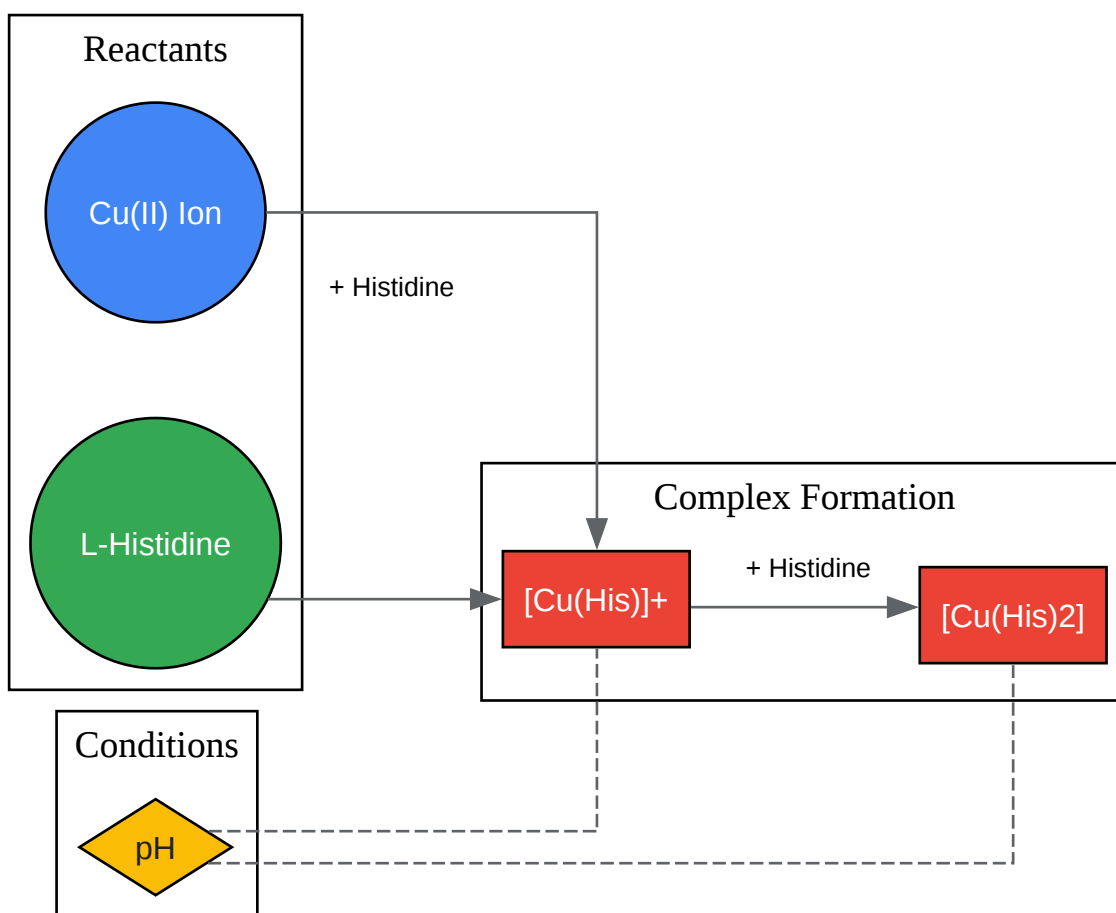 Reactants
Cu(II) Ion
+ Histidine
L-Histidine
Complex Formation
+ Histidine
[Cu(His)]+
[Cu(His)2]
Conditions
pH